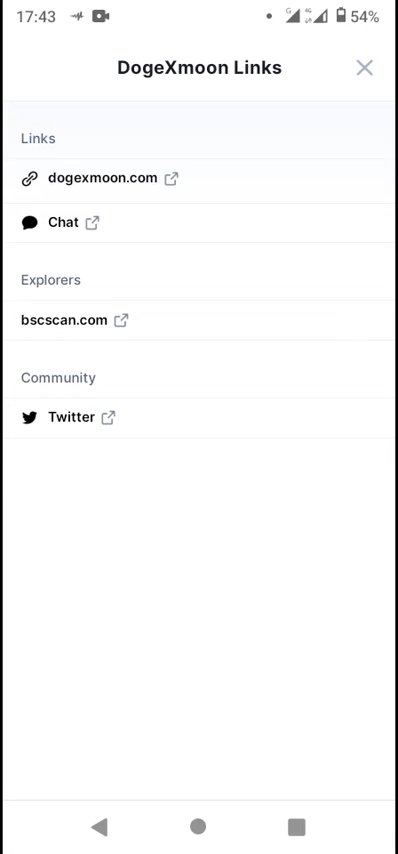 17:43
54%
DogeXmoon Links
Links
dogexmoon.com
Chat
Explorers
bscscan.com
Community
Twitter